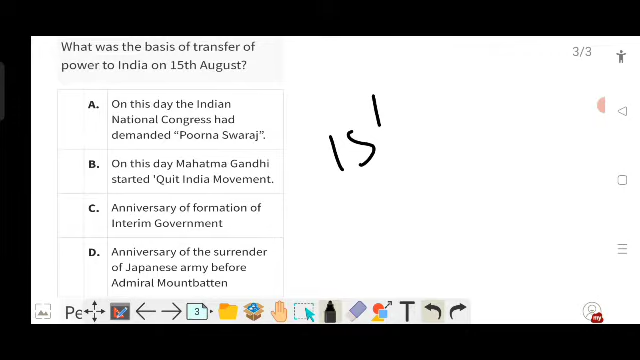 What was the basis of transfer of
3/3
power to India on 15th August?
A. On this day the Indian
National Congress had
demanded “Poorna Swaraj”.
15'
B. On this day Mahatma Gandhi
started 'Quit India Movement.
C. Anniversary of formation of
Interim Government
D. Anniversary of the surrender
of Japanese army before
Admiral Mountbatten
Pe
3
T
my